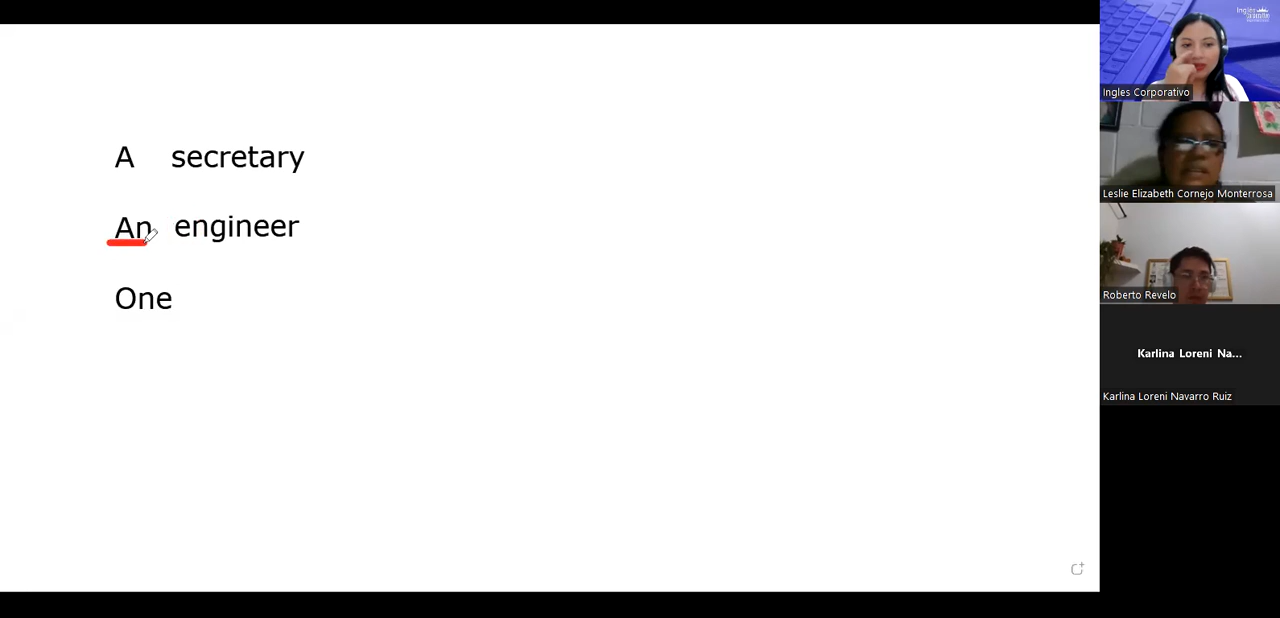 A secretary
An engineer
One
Ingles Corporativo
Leslie Elizabeth Cornejo Monterrosa
Roberto Revelo
Karlina Loreni Na...
Karlina Loreni Navarro Ruiz